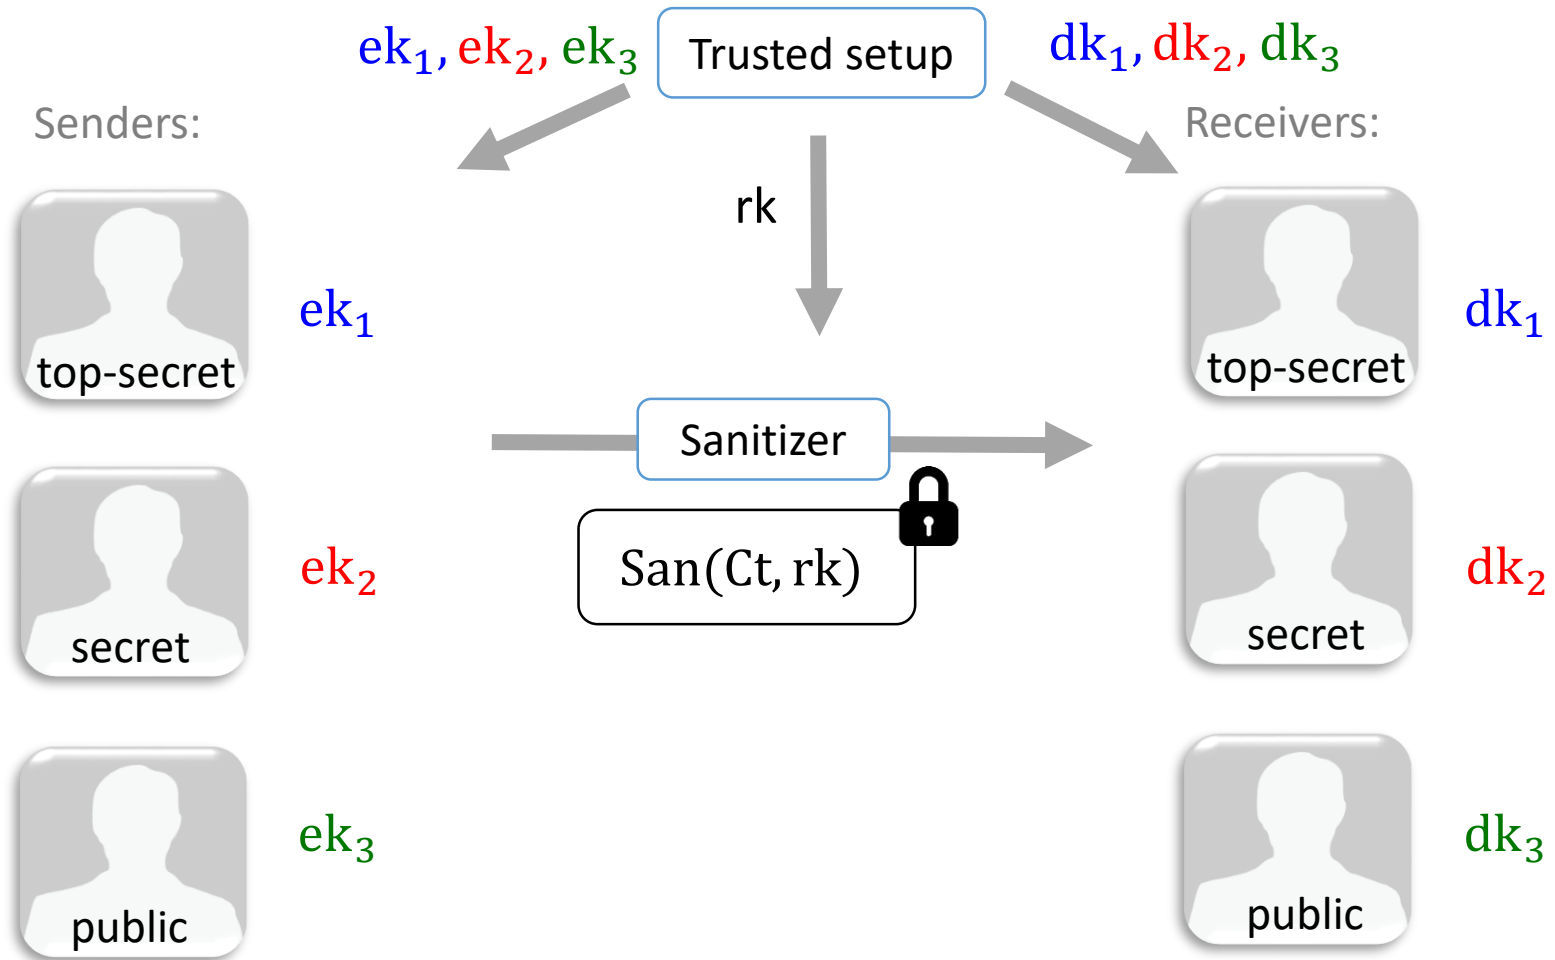 ek₁, ek₂, ek₃
Trusted setup
dk₁, dk₂, dk₃
Senders:
Receivers:
rk
top-secret
ek₁
top-secret
dk₁
Sanitizer
San(Ct, rk)
secret
ek₂
secret
dk₂
public
ek₃
public
dk₃